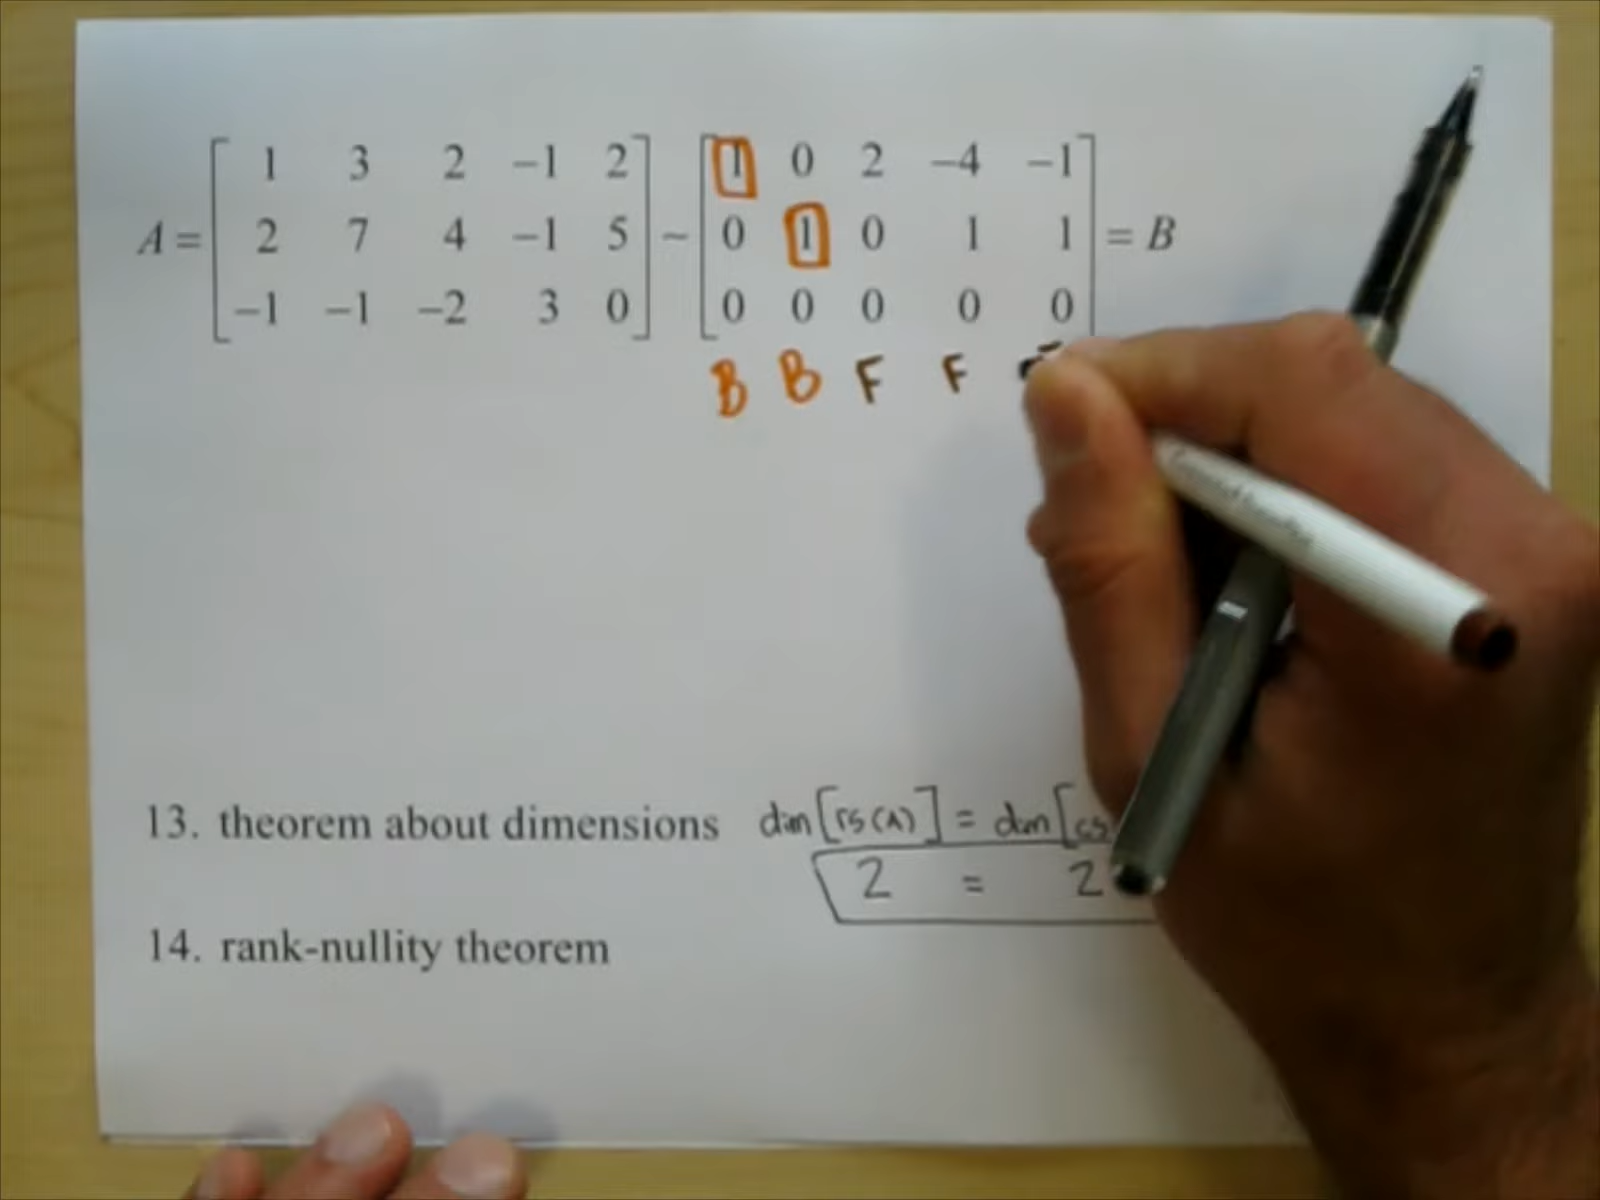 A = [ 1 3 2 −1 2 ] ~ [ 1 0 2 −4 −1 ] = B
2 7 4 −1 5 0 1 0 1 1
−1 −1 −2 3 0 0 0 0 0 0
B B F F
13. theorem about dimensions dim[rs(A)] = dim[cs
2 = 2
14. rank-nullity theorem